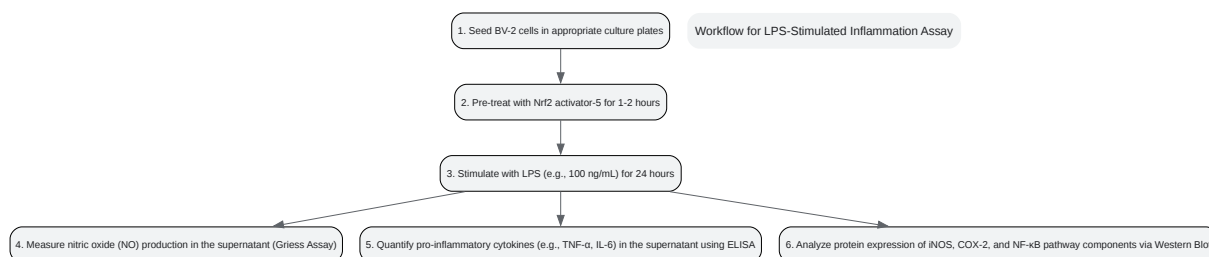 1. Seed BV-2 cells in appropriate culture plates
Workflow for LPS-Stimulated Inflammation Assay
2. Pre-treat with Nrf2 activator-5 for 1-2 hours
3. Stimulate with LPS (e.g., 100 ng/mL) for 24 hours
4. Measure nitric oxide (NO) production in the supernatant (Griess Assay)
5. Quantify pro-inflammatory cytokines (e.g., TNF-α, IL-6) in the supernatant using ELISA
6. Analyze protein expression of iNOS, COX-2, and NF-κB pathway components via Western Blo